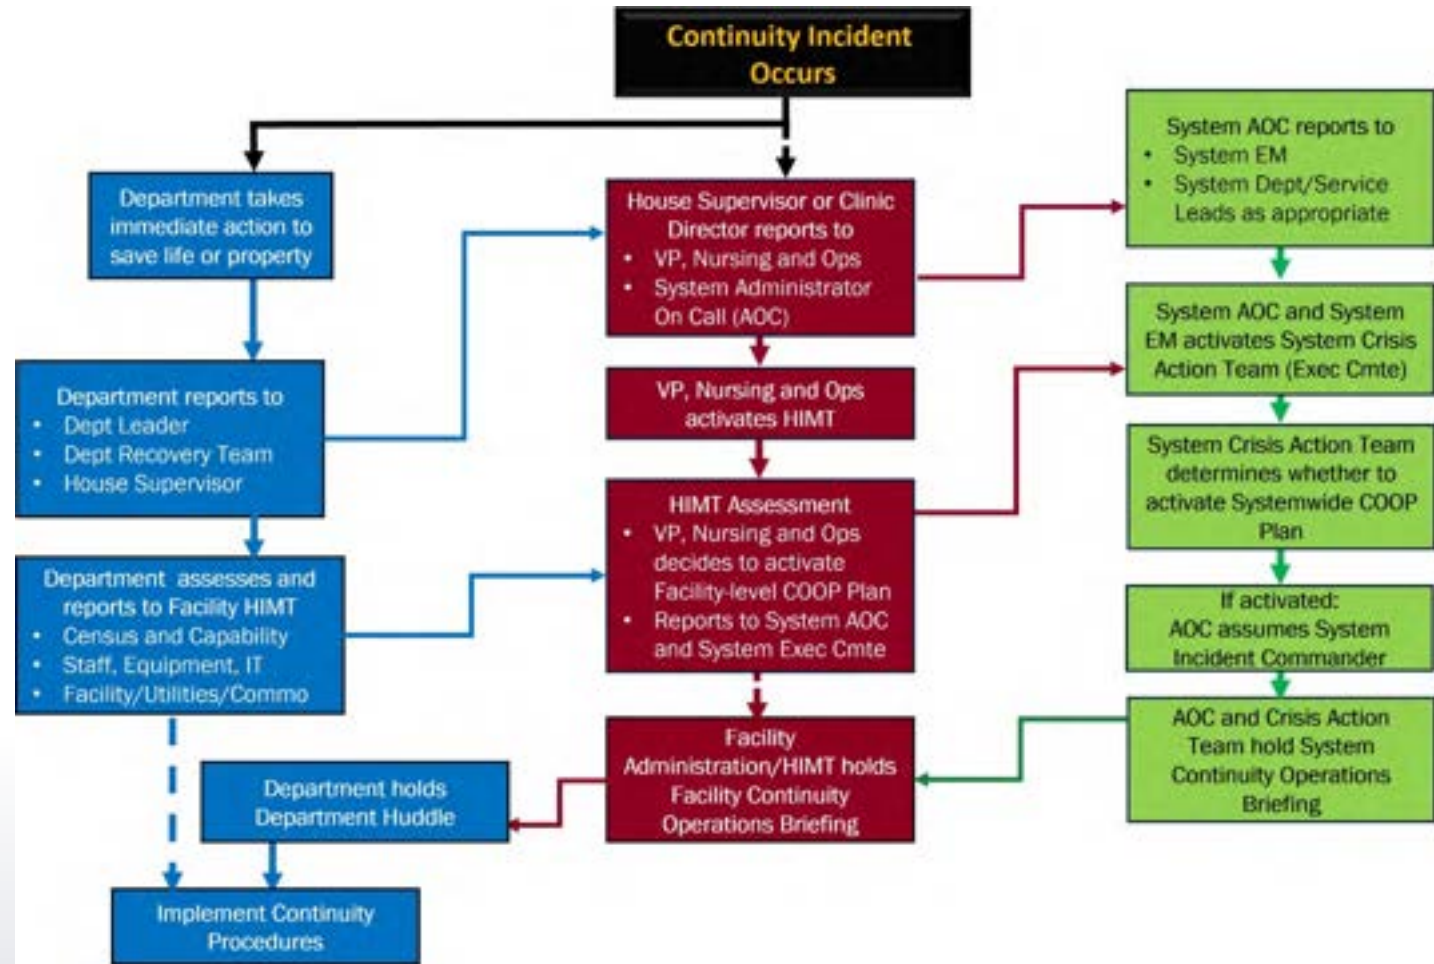 Continuity Incident
Occurs
Department takes
immediate action to
save life or property
Department reports to
• Dept Leader
• Dept Recovery Team
• House Supervisor
Department assesses and
reports to Facility HIMT
• Census and Capability
• Staff, Equipment, IT
• Facility/Utilities/Commo
Department holds
Department Huddle
Implement Continuity
Procedures
House Supervisor or Clinic
Director reports to
• VP, Nursing and Ops
• System Administrator
On Call (AOC)
VP, Nursing and Ops
activates HIMT
HIMT Assessment
• VP, Nursing and Ops
decides to activate
Facility-level COOP Plan
• Reports to System AOC
and System Exec Cmte
Facility
Administration/HIMT holds
Facility Continuity
Operations Briefing
System AOC reports to
• System EM
• System Dept/Service
Leads as appropriate
System AOC and System
EM activates System Crisis
Action Team (Exec Cmte)
System Crisis Action Team
determines whether to
activate Systemwide COOP
Plan
If activated:
AOC assumes System
Incident Commander
AOC and Crisis Action
Team hold System
Continuity Operations
Briefing